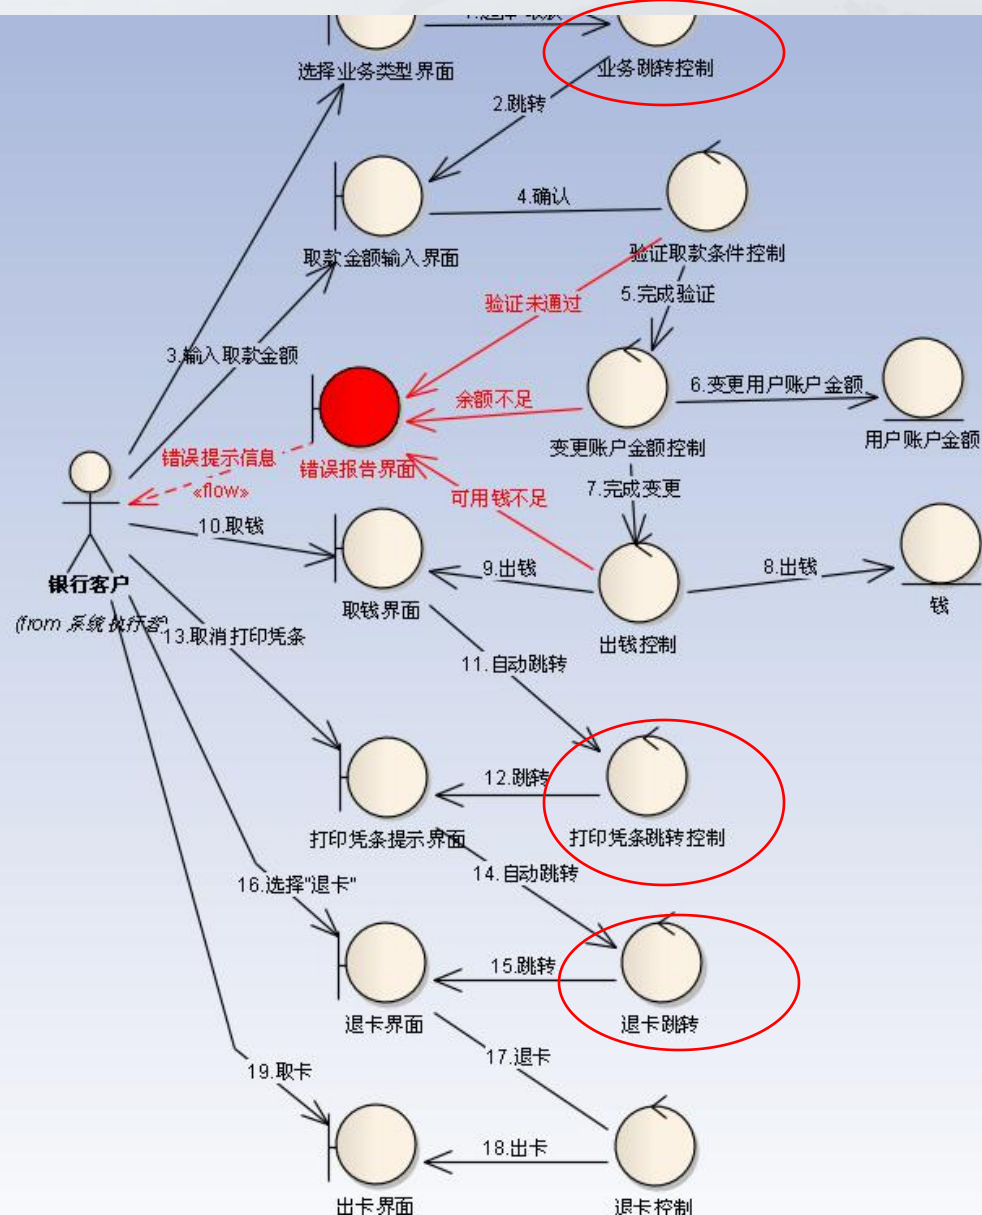 选择业务类型界面
业务跳转控制
2.跳转
4.确认
取款金额输入界面
验证取款条件控制
验证未通过
5.完成验证
3.输入取款金额
余额不足
6.变更用户账户金额
错误提示信息
错误报告界面
变更账户金额控制
用户账户金额
«flow»
可用钱不足
7.完成变更
10.取钱
9.出钱
8.出钱
银行客户
(from 系统执行者)
取钱界面
钱
13.取消打印凭条
出钱控制
11.自动跳转
12.跳转
打印凭条提示界面
打印凭条跳转控制
14.自动跳转
16.选择"退卡"
15.跳转
退卡界面
退卡跳转
17.退卡
19.取卡
18.出卡
出卡界面
退卡控制